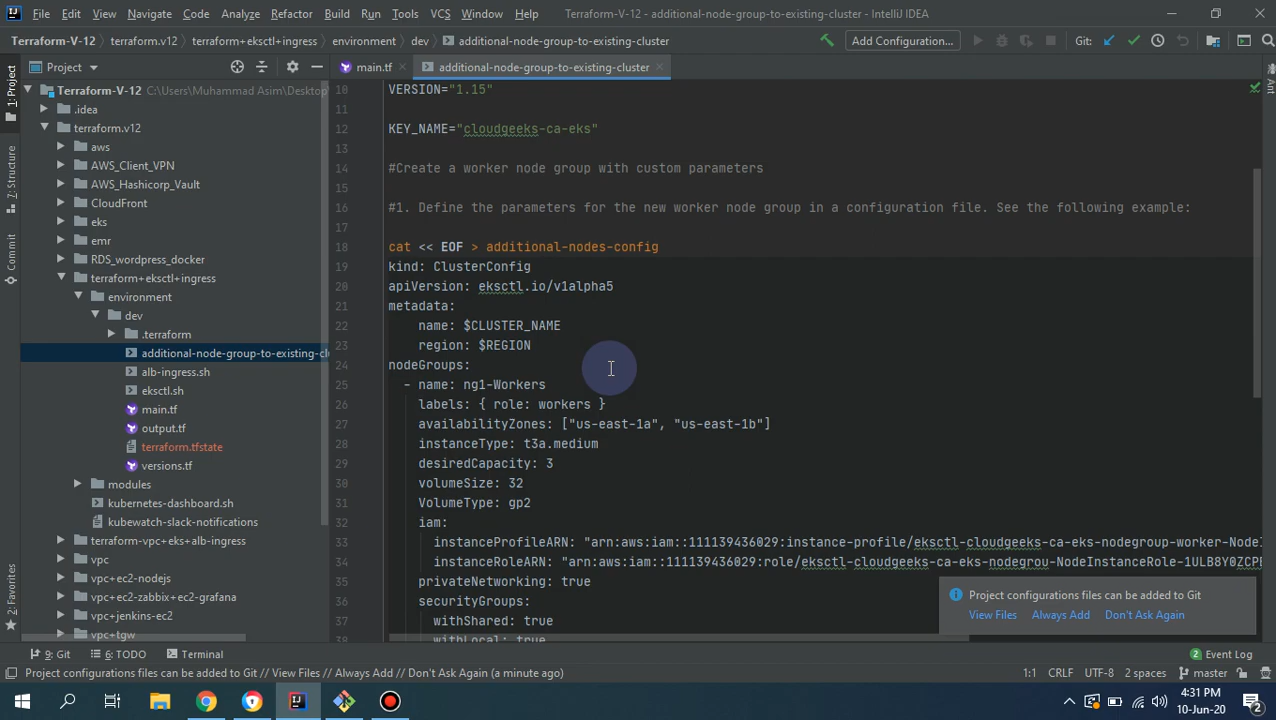 File Edit View Navigate Code Analyze Refactor Build Run Tools VCS Window Help Terraform-V-12 - additional-node-group-to-existing-cluster - IntelliJ IDEA
Terraform-V-12 terraform.v12 terraform+eksctl+ingress environment dev additional-node-group-to-existing-cluster Add Configuration... Git:
Project main.tf additional-node-group-to-existing-cluster
1: Project
Z: Structure
Commit
2: Favorites
Ant
Terraform-V-12 C:\Users\Muhammad Asim\Desktop
.idea
terraform.v12
aws
AWS_Client_VPN
AWS_Hashicorp_Vault
CloudFront
eks
emr
RDS_wordpress_docker
terraform+eksctl+ingress
environment
dev
.terraform
additional-node-group-to-existing-cl
alb-ingress.sh
eksctl.sh
main.tf
output.tf
terraform.tfstate
versions.tf
modules
kubernetes-dashboard.sh
kubewatch-slack-notifications
terraform-vpc+eks+alb-ingress
vpc
vpc+ec2-nodejs
vpc+ec2-zabbix+ec2-grafana
vpc+jenkins-ec2
vpc+tgw
10 VERSION="1.15"
11
12 KEY_NAME="cloudgeeks-ca-eks"
13
14 #Create a worker node group with custom parameters
15
16 #1. Define the parameters for the new worker node group in a configuration file. See the following example:
17
18 cat << EOF > additional-nodes-config
19 kind: ClusterConfig
20 apiVersion: eksctl.io/v1alpha5
21 metadata:
22 name: $CLUSTER_NAME
23 region: $REGION
24 nodeGroups:
25 - name: ng1-Workers
26 labels: { role: workers }
27 availabilityZones: ["us-east-1a", "us-east-1b"]
28 instanceType: t3a.medium
29 desiredCapacity: 3
30 volumeSize: 32
31 VolumeType: gp2
32 iam:
33 instanceProfileARN: "arn:aws:iam::111139436029:instance-profile/eksctl-cloudgeeks-ca-eks-nodegroup-worker-NodeI
34 instanceRoleARN: "arn:aws:iam::111139436029:role/eksctl-cloudgeeks-ca-eks-nodegrou-NodeInstanceRole-1ULB8Y0ZCPE
35 privateNetworking: true
36 securityGroups:
37 withShared: true
38 withLocal: true
Project configurations files can be added to Git
View Files Always Add Don't Ask Again
9: Git 6: TODO Terminal 2 Event Log
Project configurations files can be added to Git // View Files // Always Add // Don't Ask Again (a minute ago) 1:1 CRLF UTF-8 2 spaces master
4:31 PM
10-Jun-20
2